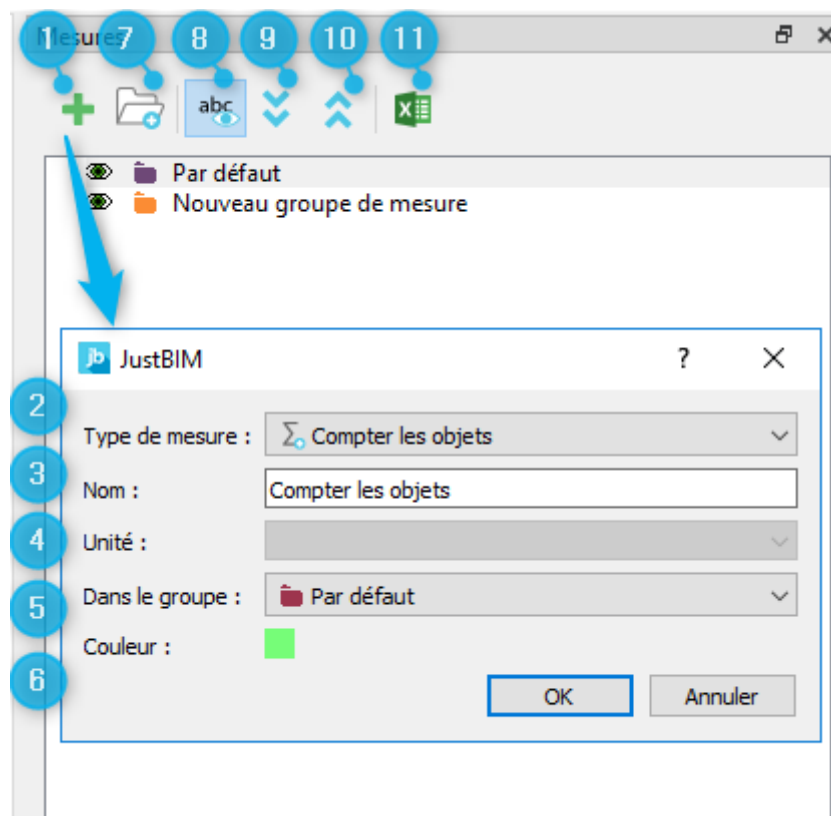 Mesures
1 7 8 9 10 11
abc
Par défaut
Nouveau groupe de mesure
jb JustBIM ?
2
Type de mesure : Compter les objets
3
Nom : Compter les objets
4
Unité :
5
Dans le groupe : Par défaut
Couleur :
6
OK Annuler